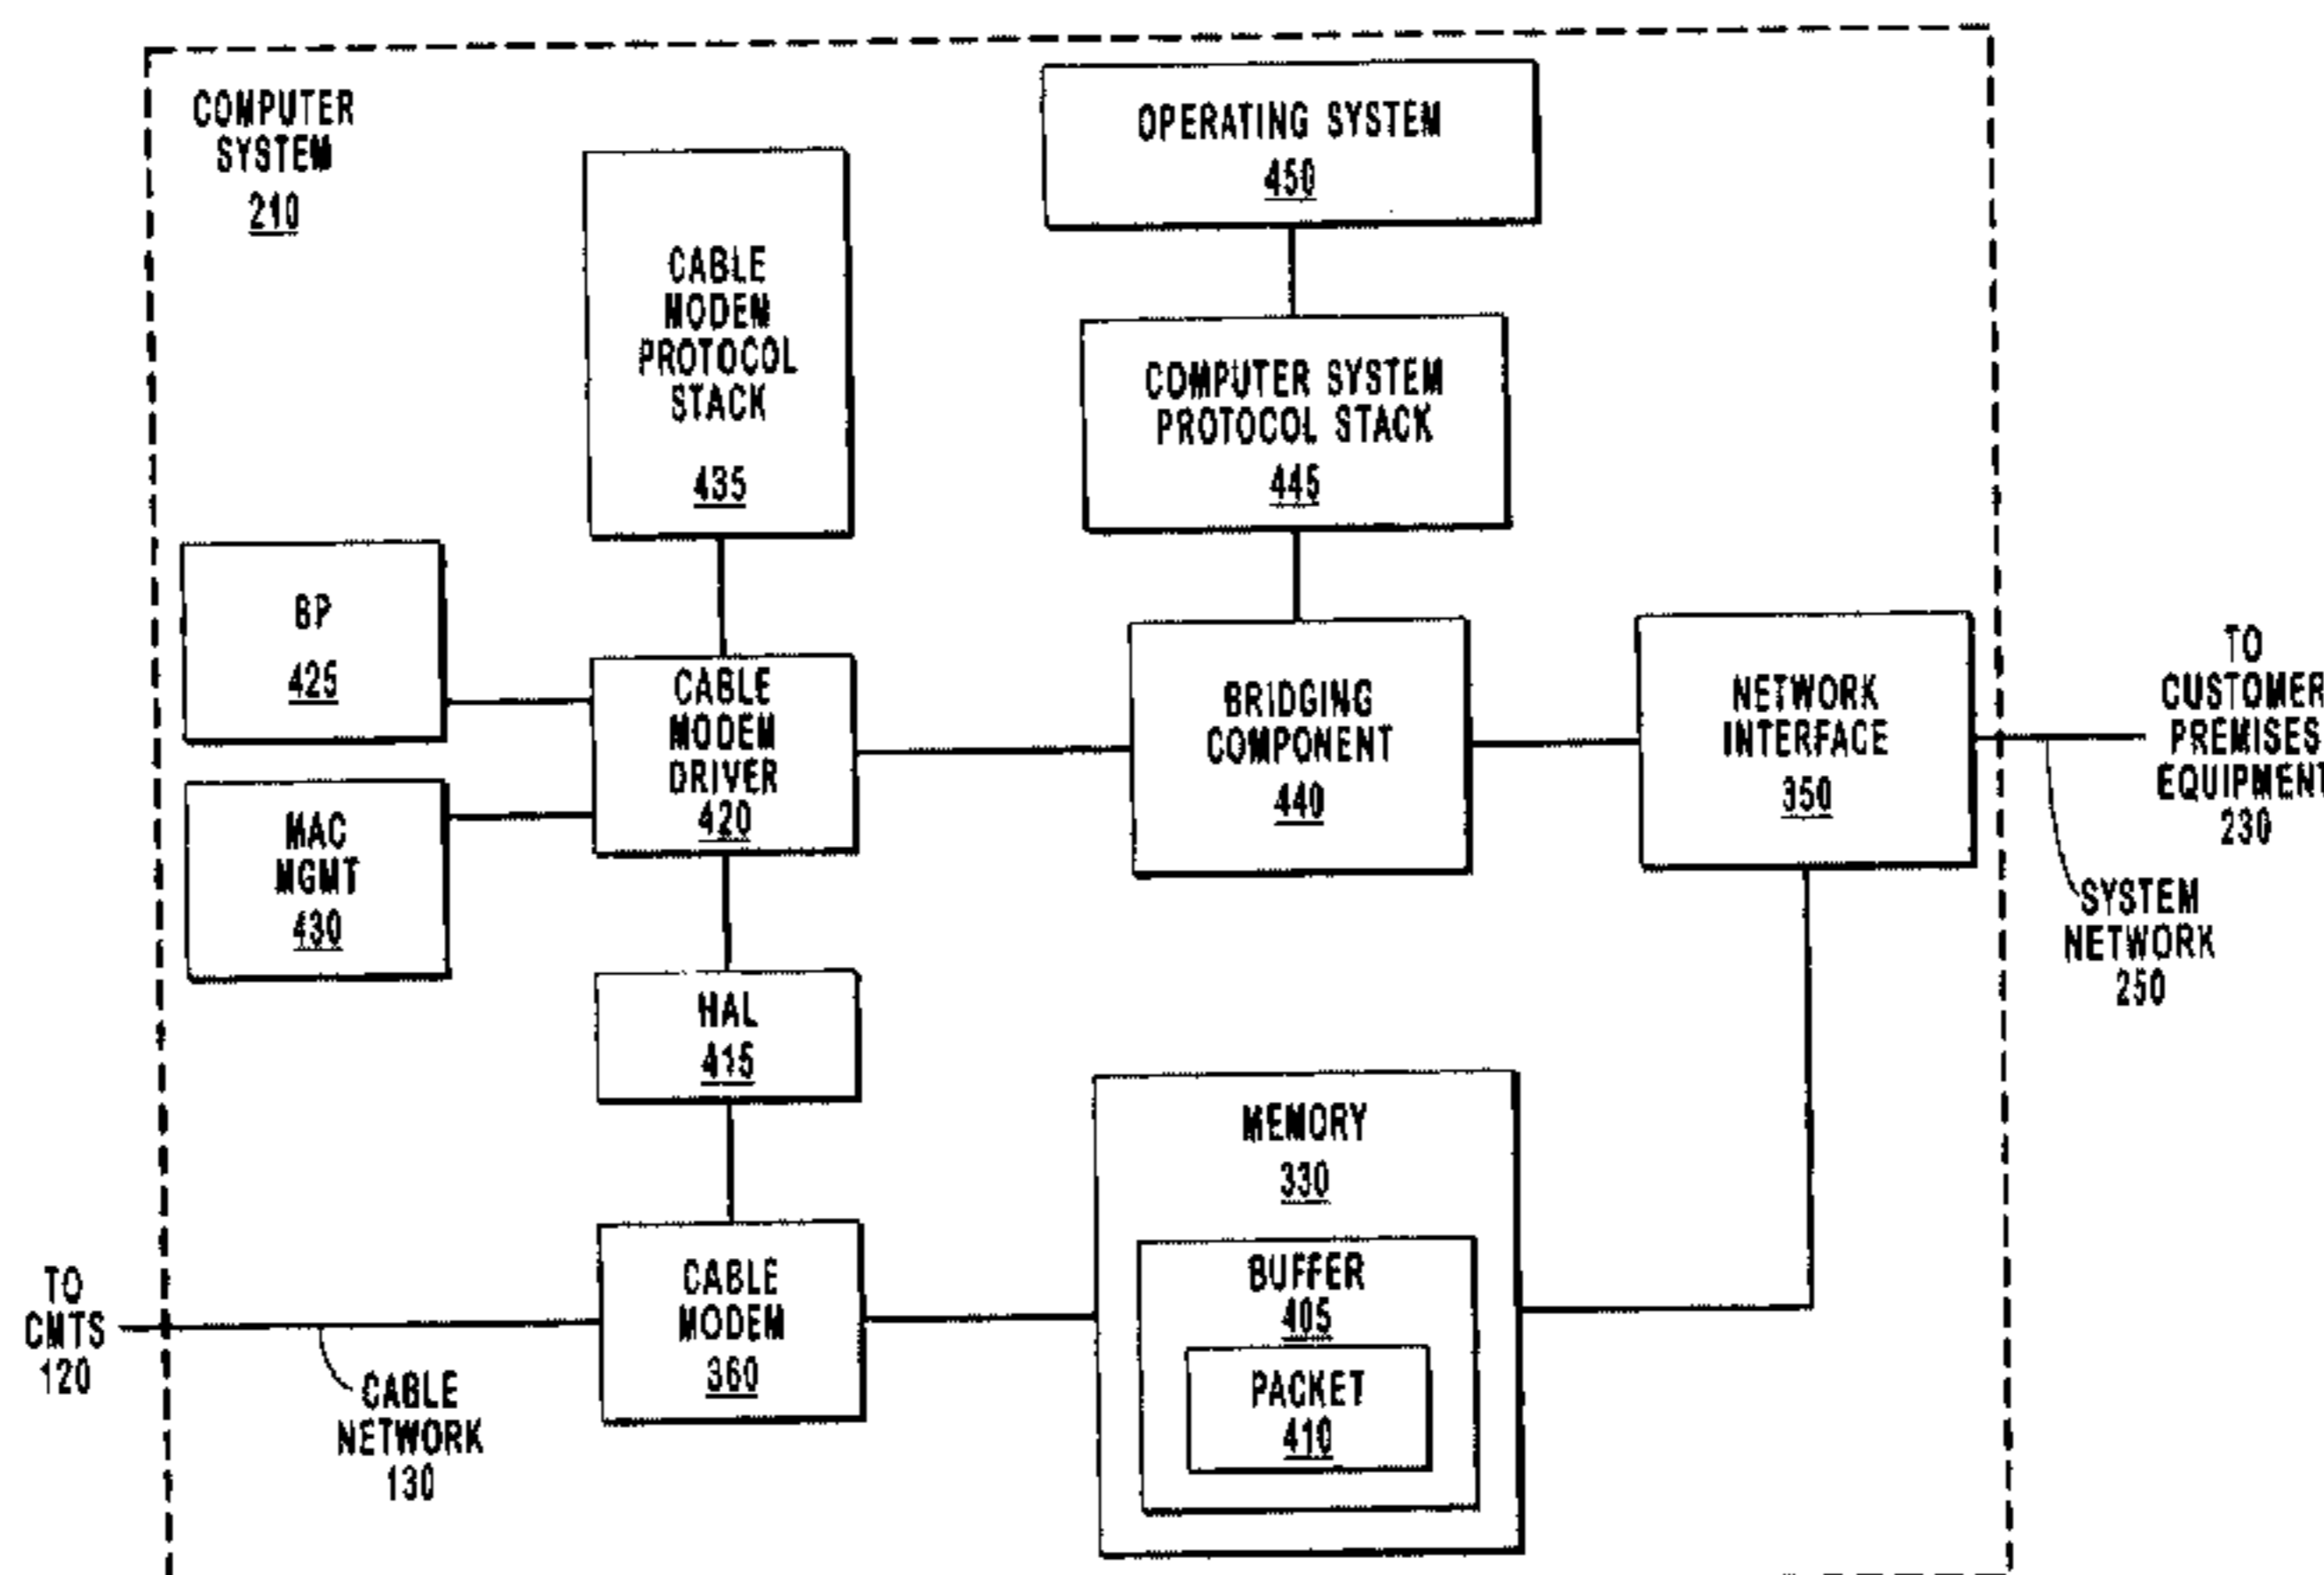 COMPUTER
SYSTEM
210
OPERATING SYSTEM
450
CABLE
MODEM
PROTOCOL
STACK
435
COMPUTER SYSTEM
PROTOCOL STACK
445
BP
425
MAC
MGMT
430
CABLE
MODEM
DRIVER
420
BRIDGING
COMPONENT
440
NETWORK
INTERFACE
350
TO
CUSTOMER
PREMISES
EQUIPMENT
230
SYSTEM
NETWORK
250
HAL
415
MEMORY
330
BUFFER
405
PACKET
410
CABLE
MODEM
360
TO
CMTS
120
CABLE
NETWORK
130